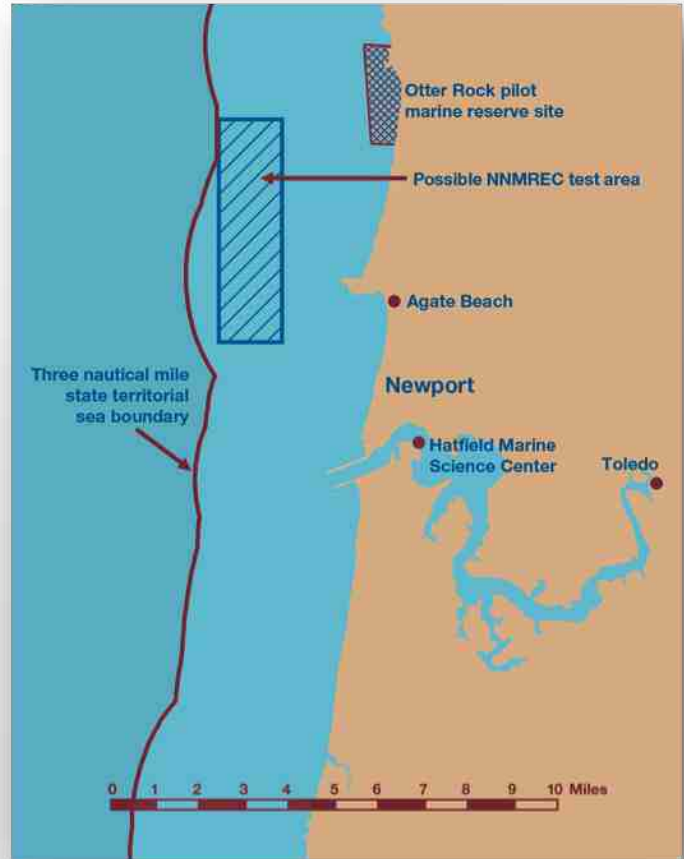 Otter Rock pilot
marine reserve site
Possible NNMREC test area
Agate Beach
Three nautical mile
state territorial
sea boundary
Newport
Hatfield Marine
Science Center
Toledo
0 1 2 3 4 5 6 7 8 9 10 Miles